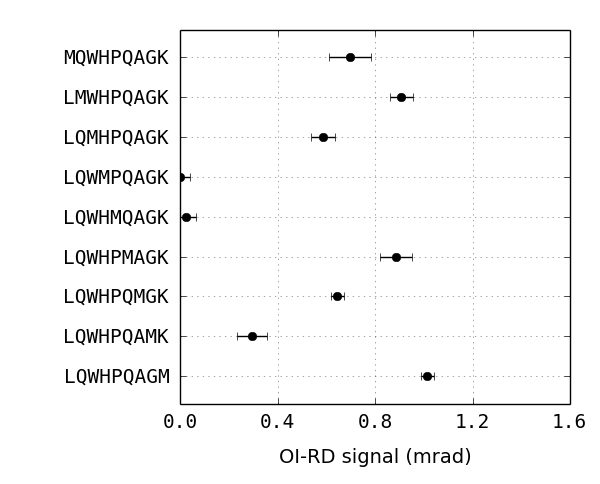 MQWHPQAGK
LMWHPQAGK
LQMHPQAGK
LQWMPQAGK
LQWHMQAGK
LQWHPMAGK
LQWHPQMGK
LQWHPQAMK
LQWHPQAGM
0.0 0.4 0.8 1.2 1.6
OI-RD signal (mrad)